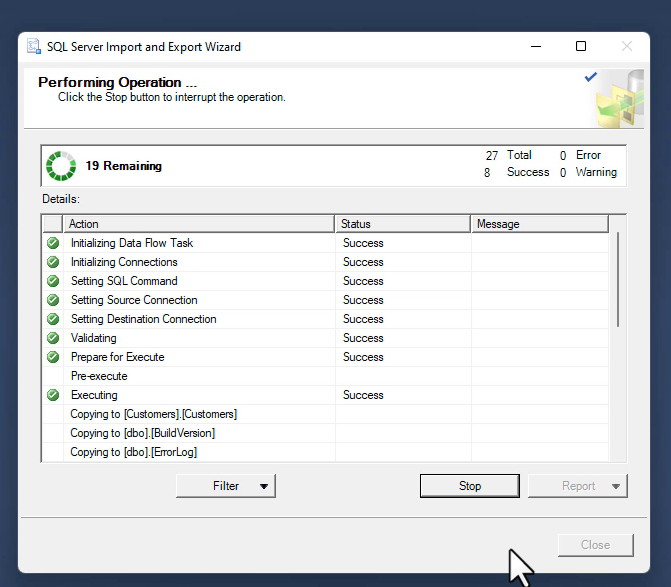 SQL Server Import and Export Wizard
Performing Operation ...
Click the Stop button to interrupt the operation.
19 Remaining
27 Total 0 Error
8 Success 0 Warning
Details:
Action Status Message
Initializing Data Flow Task Success
Initializing Connections Success
Setting SQL Command Success
Setting Source Connection Success
Setting Destination Connection Success
Validating Success
Prepare for Execute Success
Pre-execute
Executing Success
Copying to [Customers].[Customers]
Copying to [dbo].[BuildVersion]
Copying to [dbo].[ErrorLog]
Filter Stop Report
Close